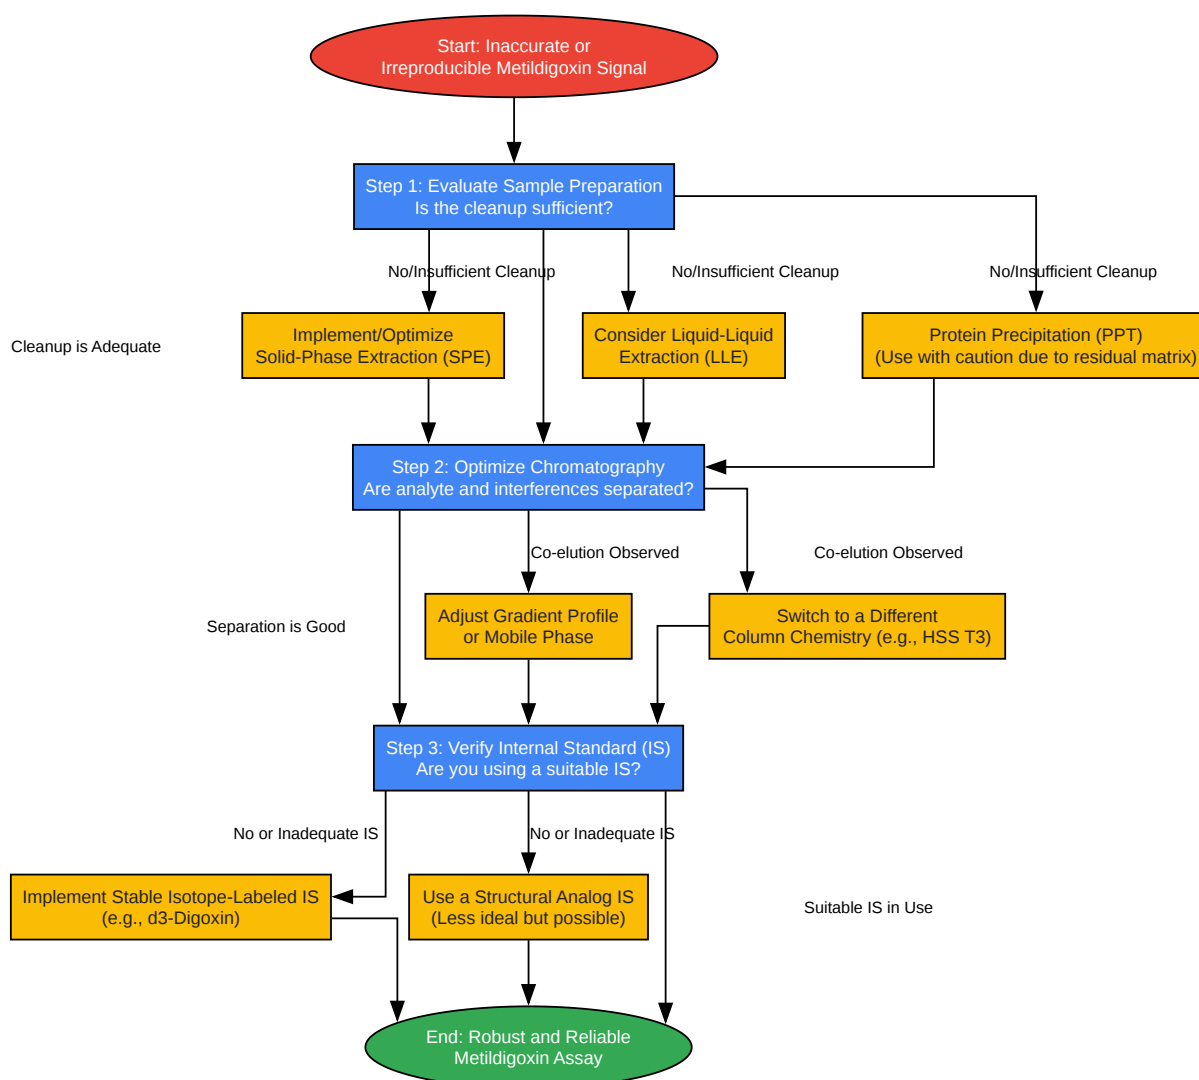 Start: Inaccurate or
Irreproducible Metildigoxin Signal
Step 1: Evaluate Sample Preparation
Is the cleanup sufficient?
No/Insufficient Cleanup
No/Insufficient Cleanup
No/Insufficient Cleanup
Cleanup is Adequate
Implement/Optimize
Solid-Phase Extraction (SPE)
Consider Liquid-Liquid
Extraction (LLE)
Protein Precipitation (PPT)
(Use with caution due to residual matrix)
Step 2: Optimize Chromatography
Are analyte and interferences separated?
Co-elution Observed
Co-elution Observed
Separation is Good
Adjust Gradient Profile
or Mobile Phase
Switch to a Different
Column Chemistry (e.g., HSS T3)
Step 3: Verify Internal Standard (IS)
Are you using a suitable IS?
No or Inadequate IS
No or Inadequate IS
Implement Stable Isotope-Labeled IS
(e.g., d3-Digoxin)
Use a Structural Analog IS
(Less ideal but possible)
Suitable IS in Use
End: Robust and Reliable
Metildigoxin Assay